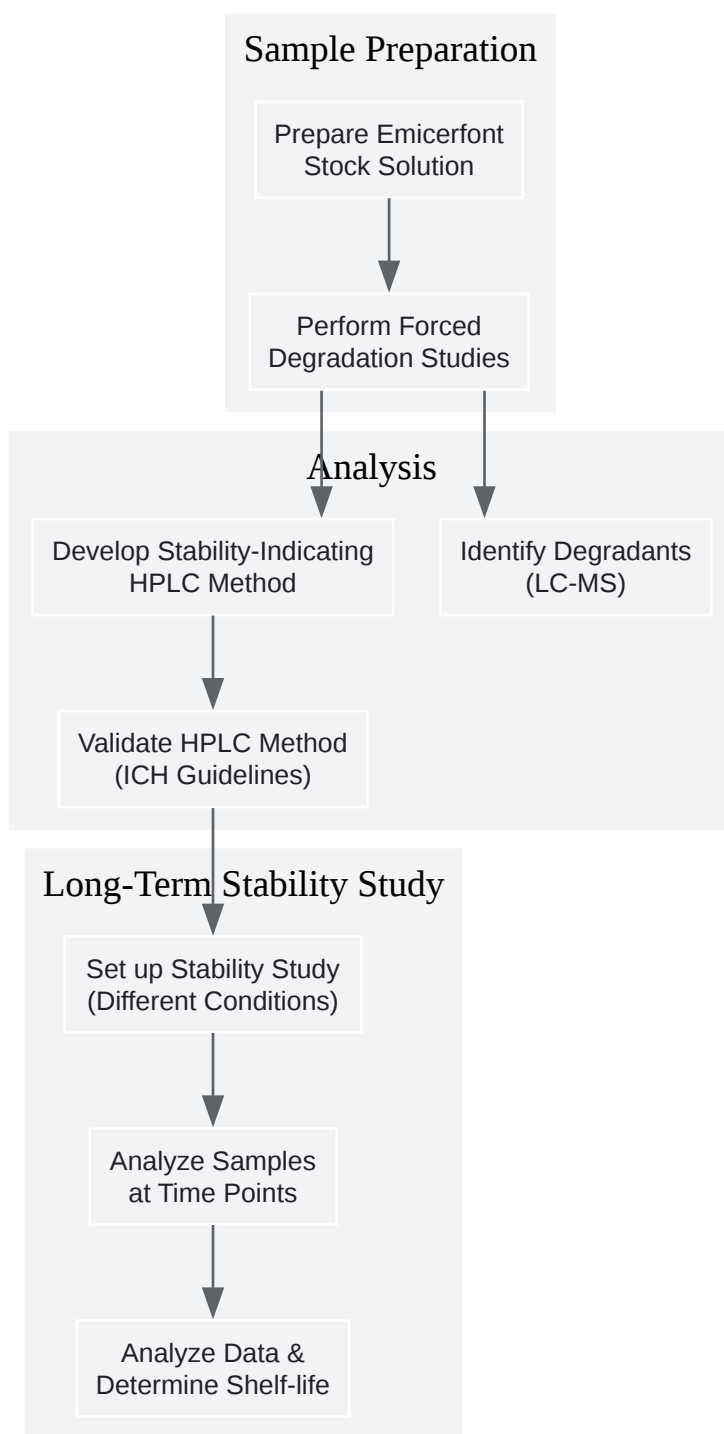 Sample Preparation
Prepare Emicerfont
Stock Solution
Perform Forced
Degradation Studies
Analysis
Develop Stability-Indicating
HPLC Method
Identify Degradants
(LC-MS)
Validate HPLC Method
(ICH Guidelines)
Long-Term Stability Study
Set up Stability Study
(Different Conditions)
Analyze Samples
at Time Points
Analyze Data &
Determine Shelf-life